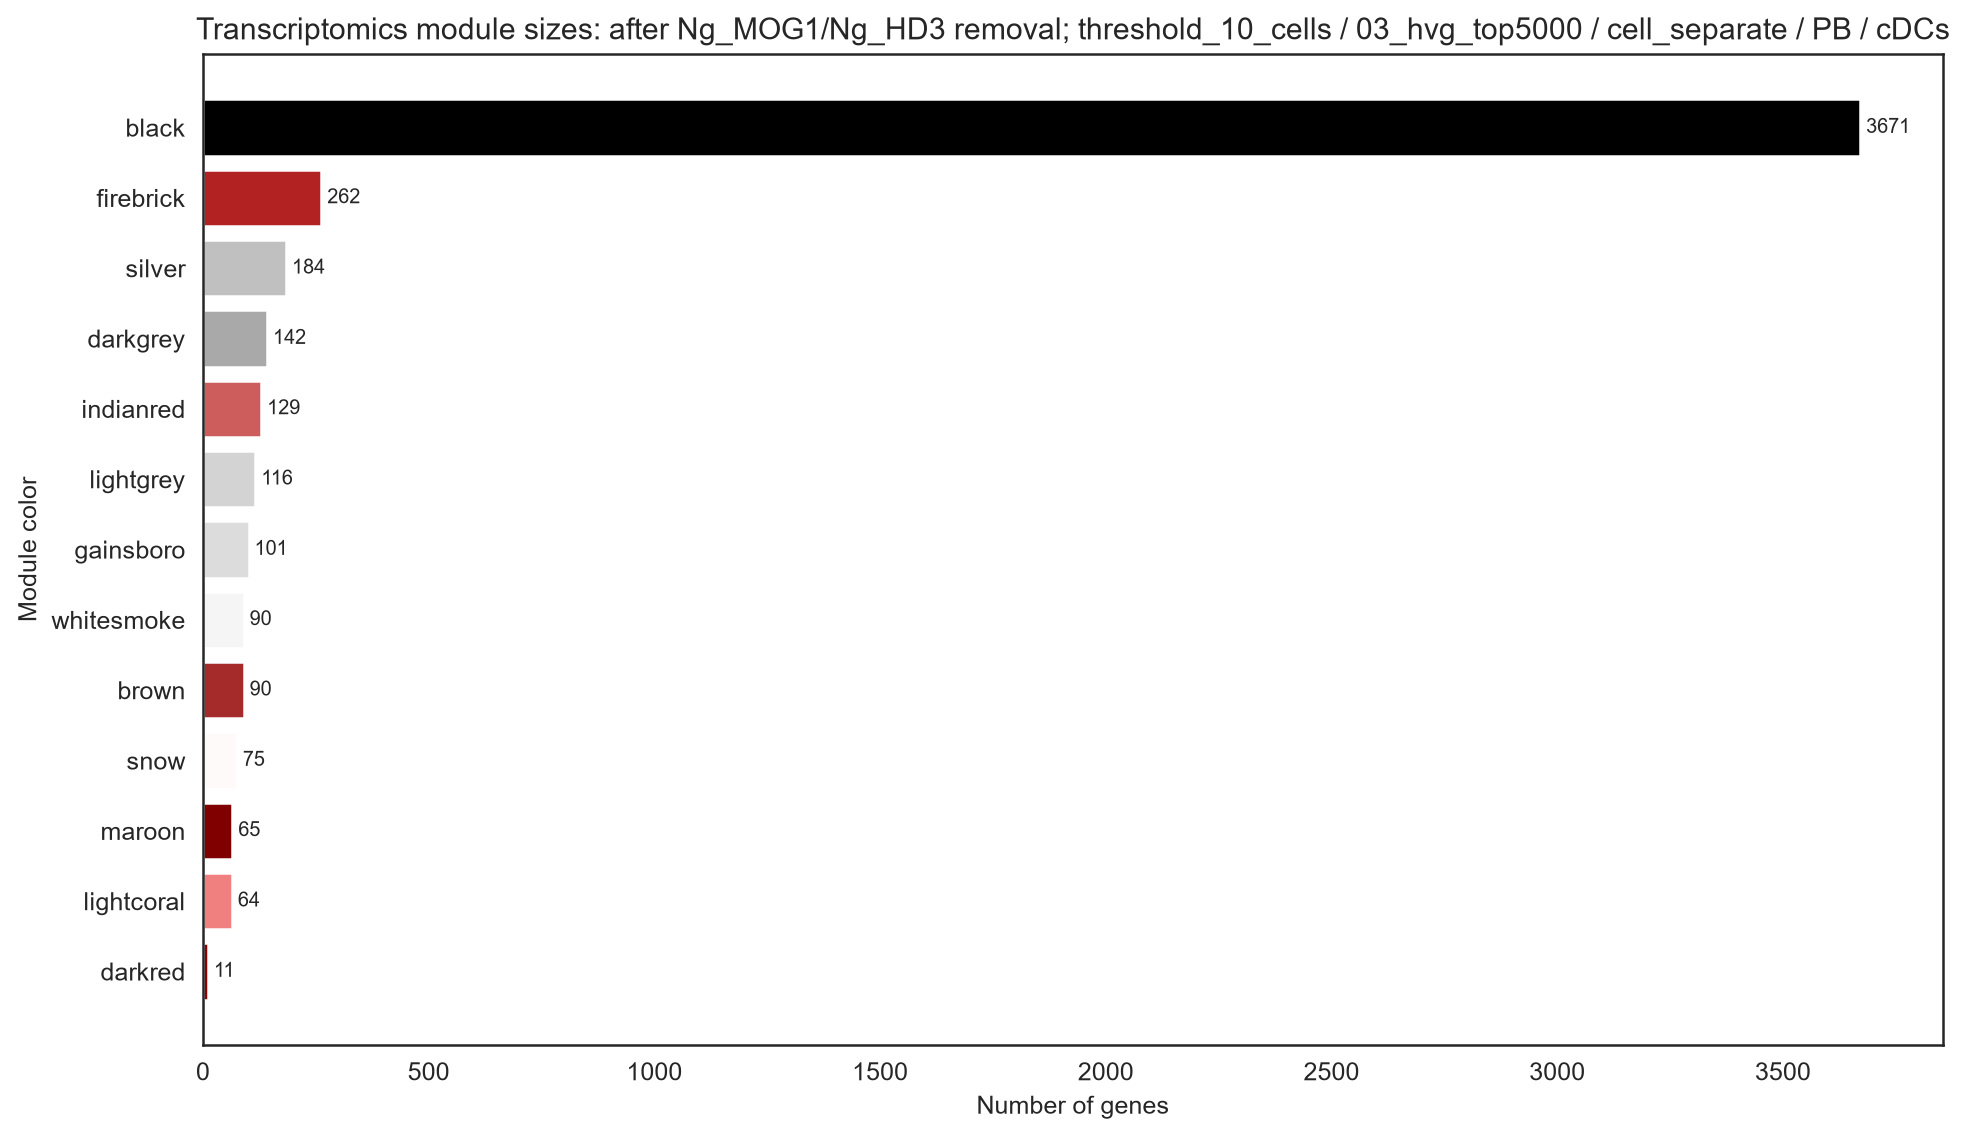 Transcriptomics module sizes: after Ng_MOG1/Ng_HD3 removal; threshold_10_cells / 03_hvg_top5000 / cell_separate / PB / cDCs
Module color
black 3671
firebrick 262
silver 184
darkgrey 142
indianred 129
lightgrey 116
gainsboro 101
whitesmoke 90
brown 90
snow 75
maroon 65
lightcoral 64
darkred 11
0 500 1000 1500 2000 2500 3000 3500
Number of genes